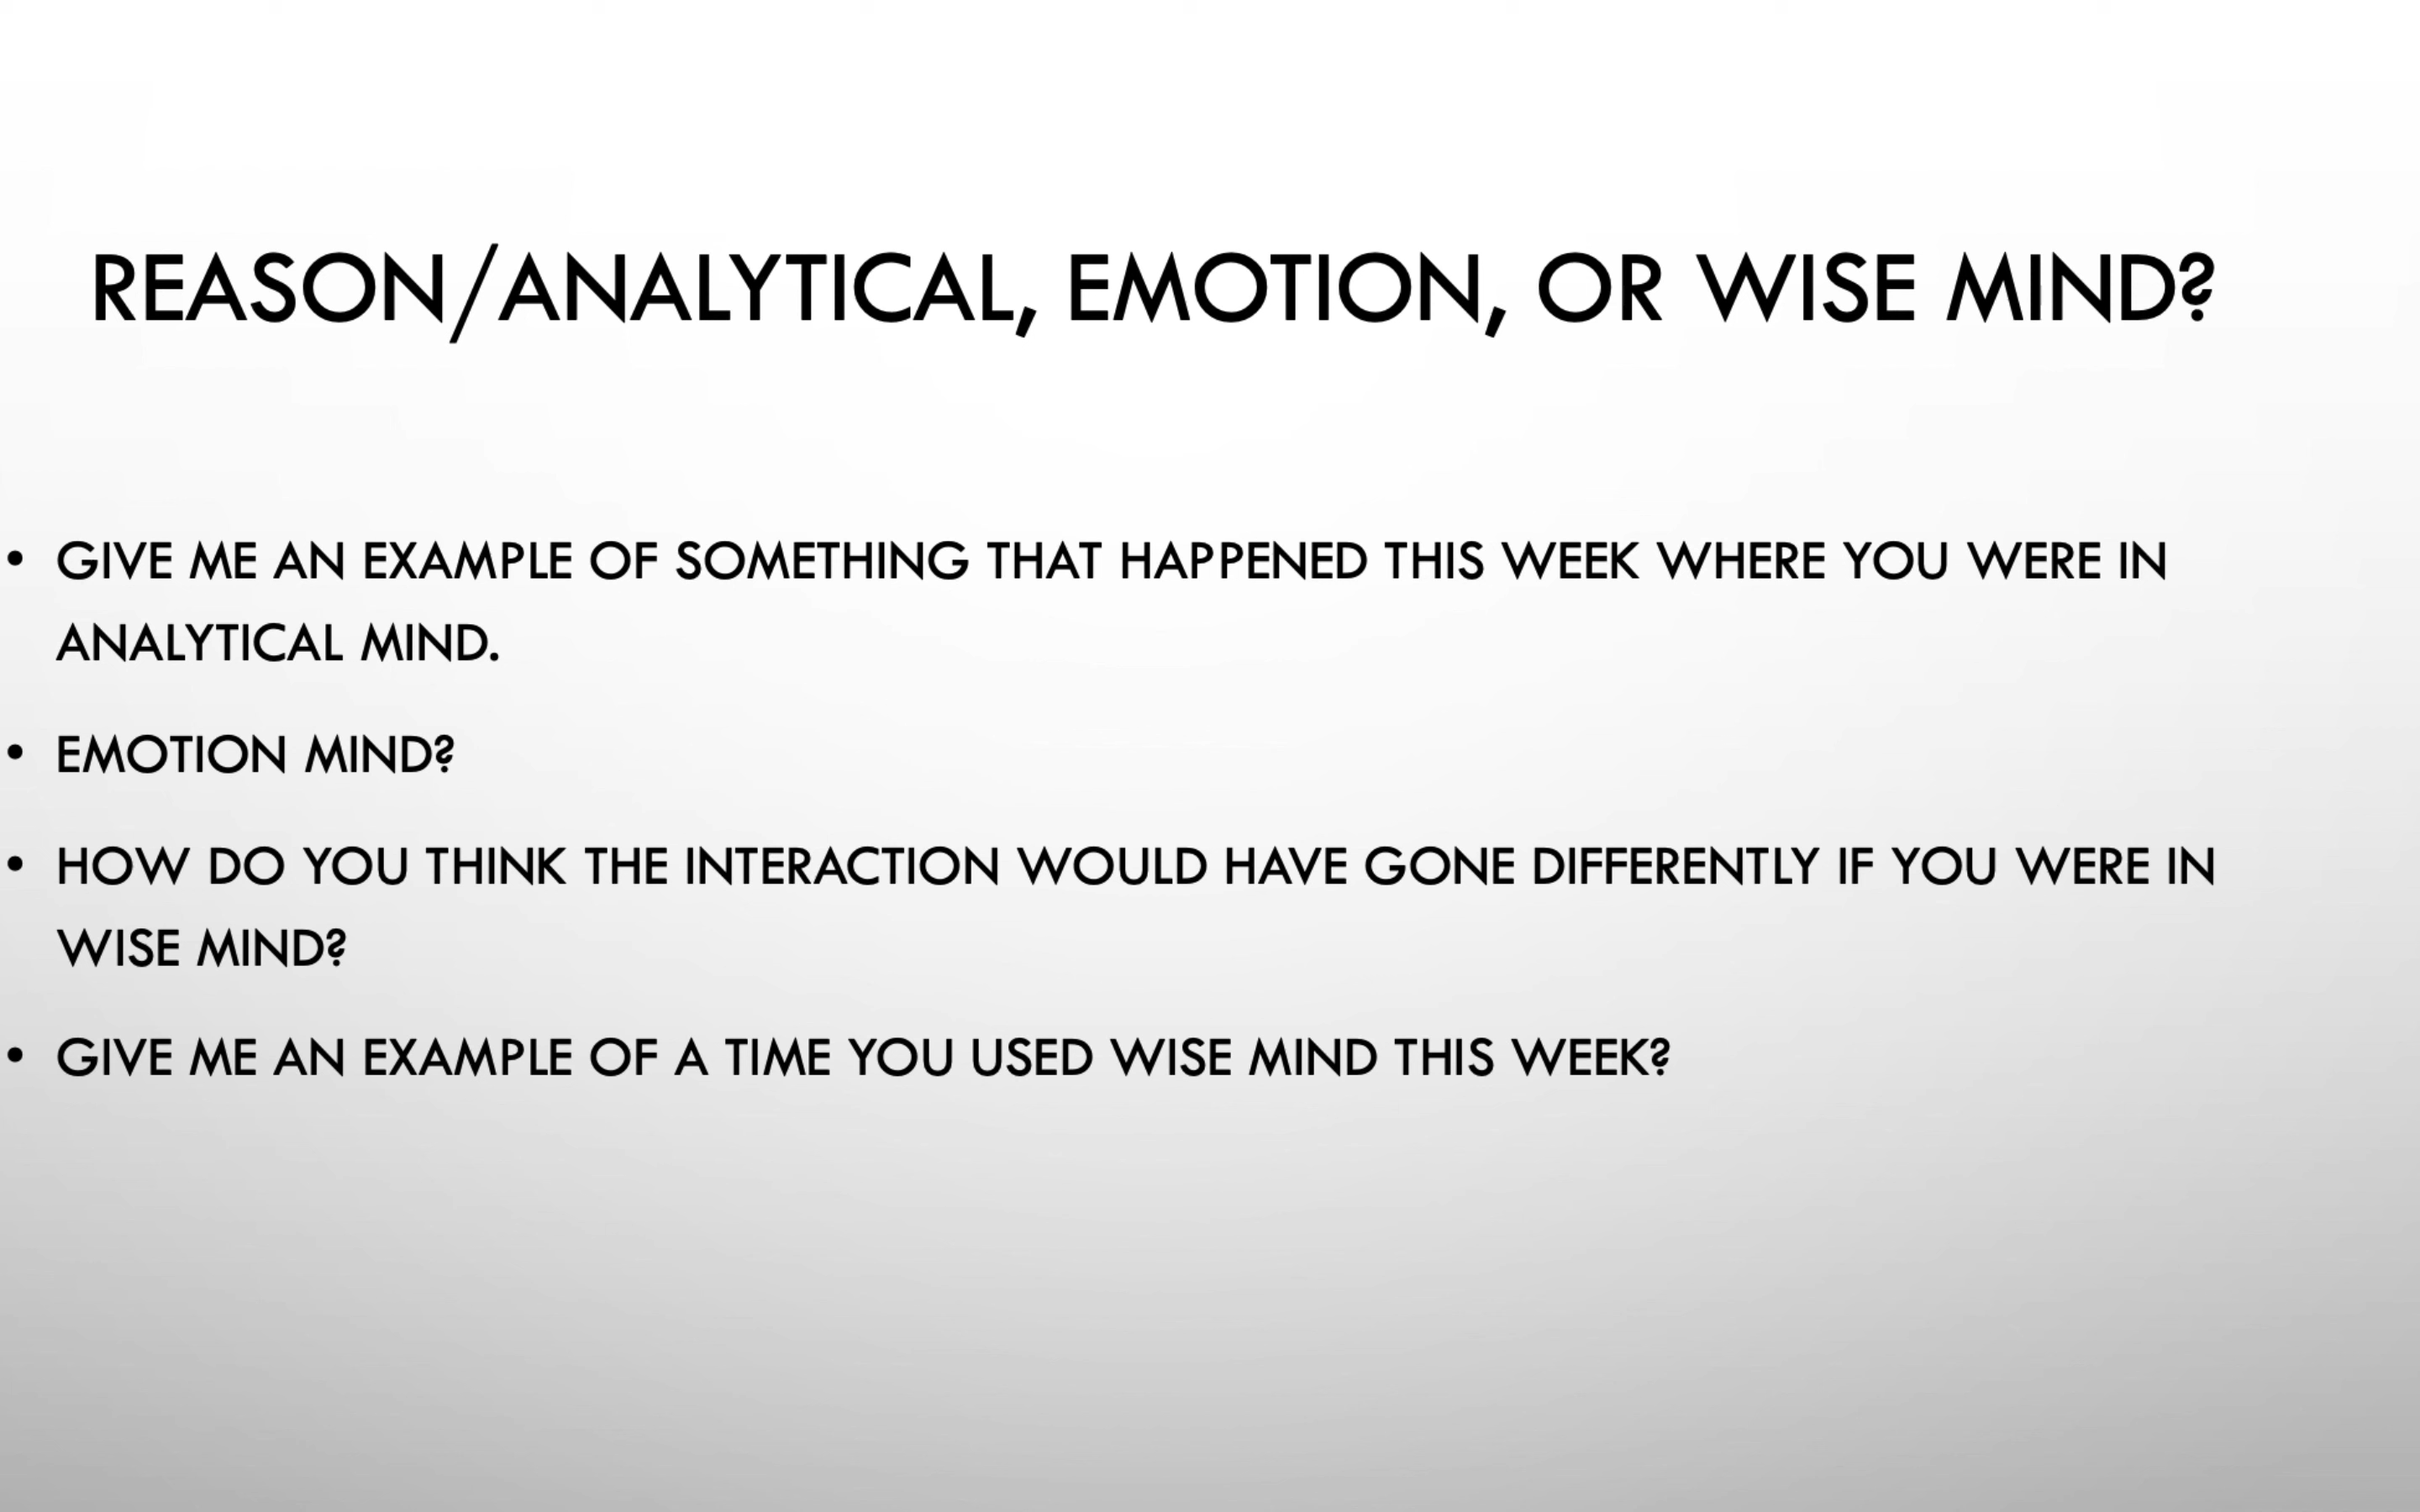 REASON/ANALYTICAL, EMOTION, OR WISE MIND?
• GIVE ME AN EXAMPLE OF SOMETHING THAT HAPPENED THIS WEEK WHERE YOU WERE IN
ANALYTICAL MIND.
• EMOTION MIND?
• HOW DO YOU THINK THE INTERACTION WOULD HAVE GONE DIFFERENTLY IF YOU WERE IN
WISE MIND?
• GIVE ME AN EXAMPLE OF A TIME YOU USED WISE MIND THIS WEEK?